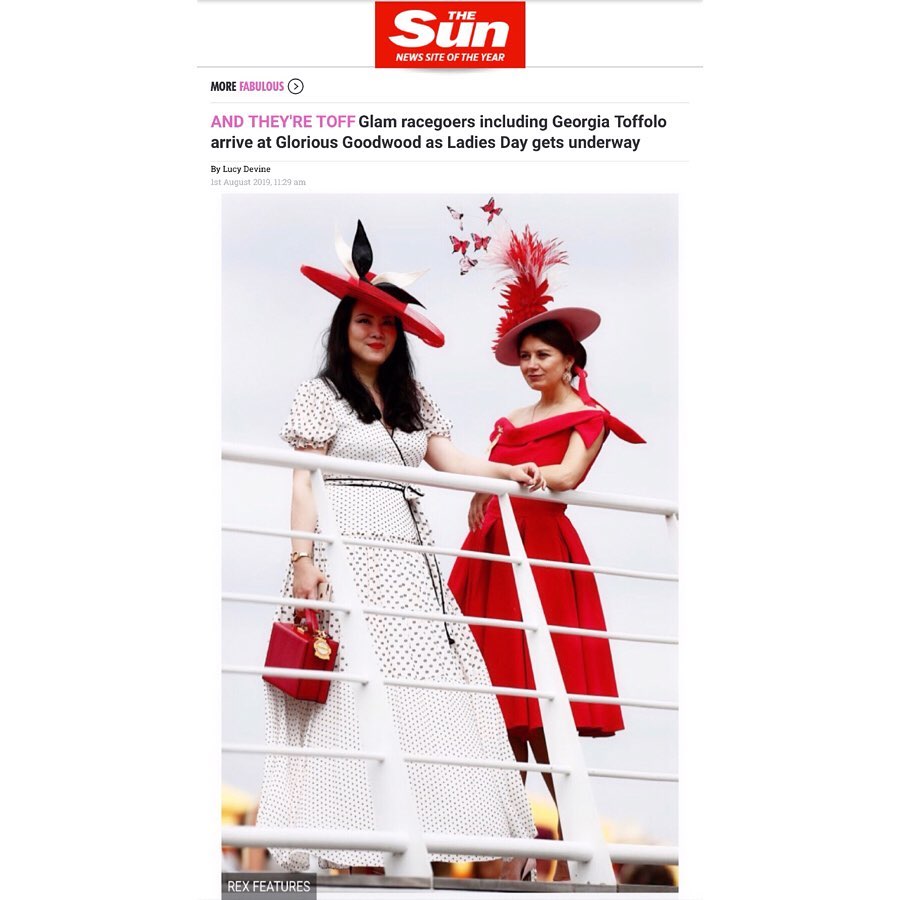 THE
Sun
NEWS SITE OF THE YEAR
MORE FABULOUS
AND THEY'RE TOFF Glam racegoers including Georgia Toffolo
arrive at Glorious Goodwood as Ladies Day gets underway
By Lucy Devine
1st August 2019, 11:29 am
REX FEATURES